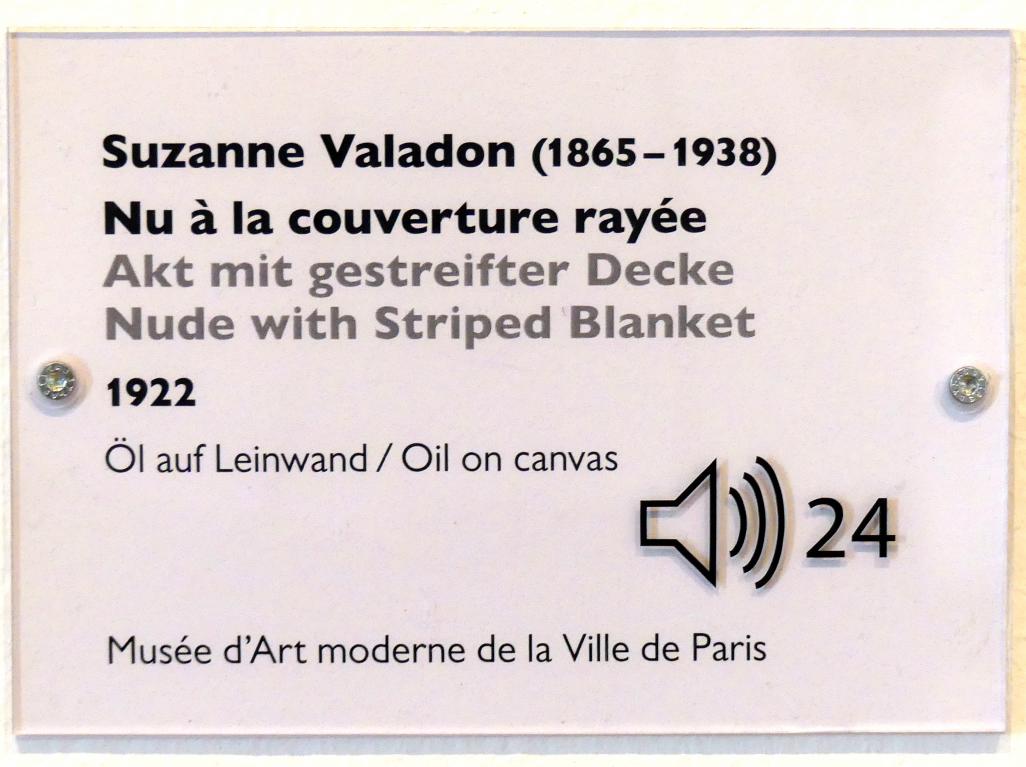 Suzanne Valadon (1865–1938)
Nu à la couverture rayée
Akt mit gestreifter Decke
Nude with Striped Blanket
1922
Öl auf Leinwand / Oil on canvas
24
Musée d'Art moderne de la Ville de Paris